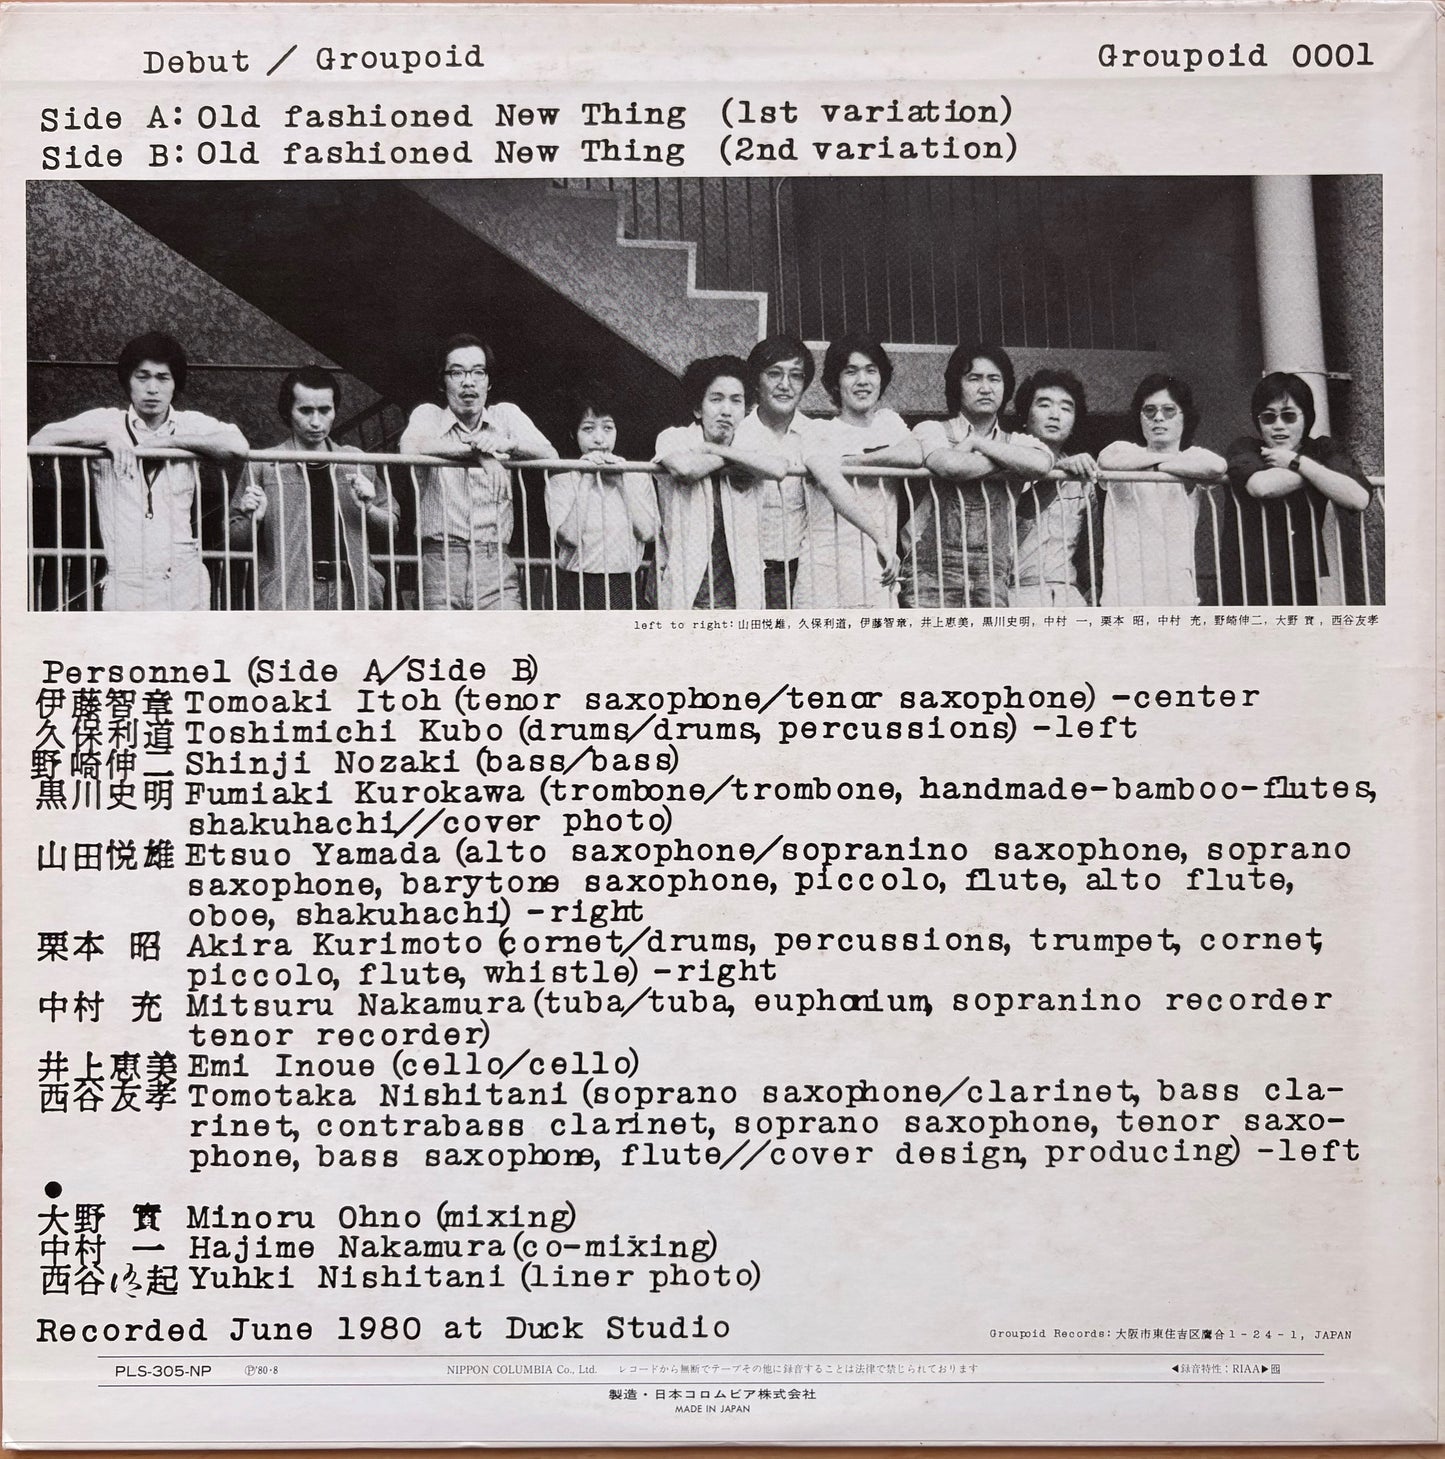 Debut / Groupoid
Groupoid 0001
Side A: Old fashioned New Thing (1st variation)
Side B: Old fashioned New Thing (2nd variation)
left to right: 山田悦雄, 久保利道, 伊藤智章, 井上恵美, 黒川史明, 中村 一, 栗本 昭, 中村 充, 野崎伸二, 大野 實, 西谷友孝
Personnel (Side A/Side B)
伊藤智章 Tomoaki Itoh (tenor saxophone/tenor saxophone) -center
久保利道 Toshimichi Kubo (drums/drums, percussions) -left
野崎伸二 Shinji Nozaki (bass/bass)
黒川史明 Fumiaki Kurokawa (trombone/trombone, handmade-bamboo-flutes,
shakuhachi//cover photo)
山田悦雄 Etsuo Yamada (alto saxophone/sopranino saxophone, soprano
saxophone, barytone saxophone, piccolo, flute, alto flute,
oboe, shakuhachi) -right
栗本 昭 Akira Kurimoto (cornet/drums, percussions, trumpet, cornet,
piccolo, flute, whistle) -right
中村 充 Mitsuru Nakamura (tuba/tuba, euphonium, sopranino recorder
tenor recorder)
井上恵美 Emi Inoue (cello/cello)
西谷友孝 Tomotaka Nishitani (soprano saxophone/clarinet, bass cla-
rinet, contrabass clarinet, soprano saxophone, tenor saxo-
phone, bass saxophone, flute//cover design, producing) -left
●
大野 實 Minoru Ohno (mixing)
中村 一 Hajime Nakamura (co-mixing)
西谷 起 Yuhki Nishitani (liner photo)
Recorded June 1980 at Duck Studio
Groupoid Records: 大阪市東住吉区鷹合1-24-1, JAPAN
PLS-305-NP ℗'80·8 NIPPON COLUMBIA Co., Ltd. レコードから無断でテープその他に録音することは法律で禁じられております ◀録音特性：RIAA▶
製造・日本コロムビア株式会社
MADE IN JAPAN